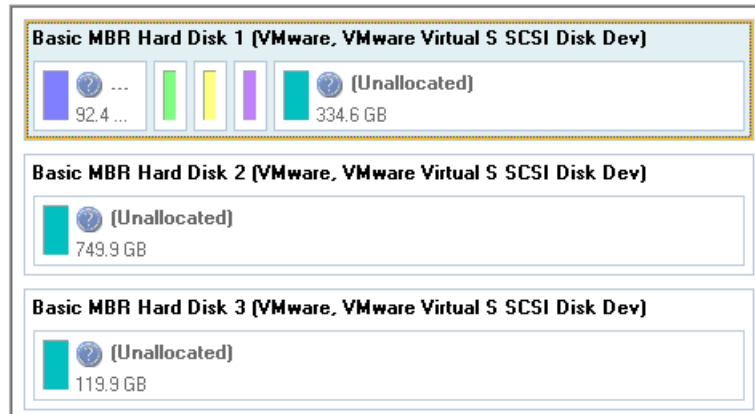 Basic MBR Hard Disk 1 (VMware, VMware Virtual S SCSI Disk Dev)
...
92.4 ...
(Unallocated)
334.6 GB
Basic MBR Hard Disk 2 (VMware, VMware Virtual S SCSI Disk Dev)
(Unallocated)
749.9 GB
Basic MBR Hard Disk 3 (VMware, VMware Virtual S SCSI Disk Dev)
(Unallocated)
119.9 GB